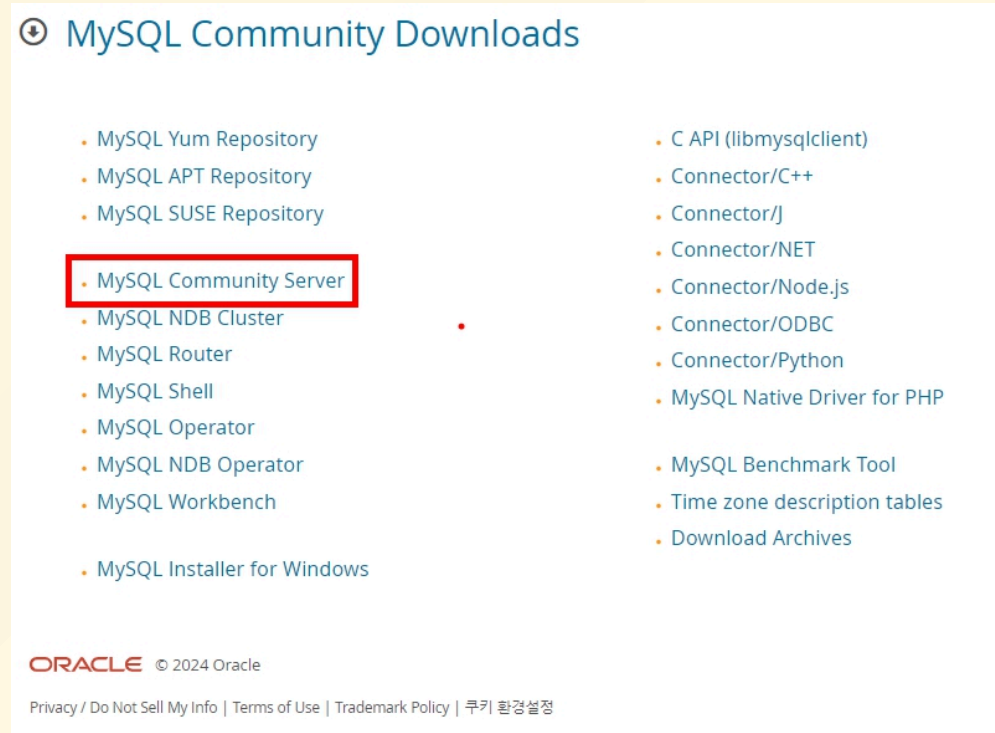 MySQL Community Downloads
MySQL Yum Repository
MySQL APT Repository
MySQL SUSE Repository
MySQL Community Server
MySQL NDB Cluster
MySQL Router
MySQL Shell
MySQL Operator
MySQL NDB Operator
MySQL Workbench
MySQL Installer for Windows
C API (libmysqlclient)
Connector/C++
Connector/J
Connector/NET
Connector/Node.js
Connector/ODBC
Connector/Python
MySQL Native Driver for PHP
MySQL Benchmark Tool
Time zone description tables
Download Archives
ORACLE © 2024 Oracle
Privacy / Do Not Sell My Info | Terms of Use | Trademark Policy | 쿠키 환경설정